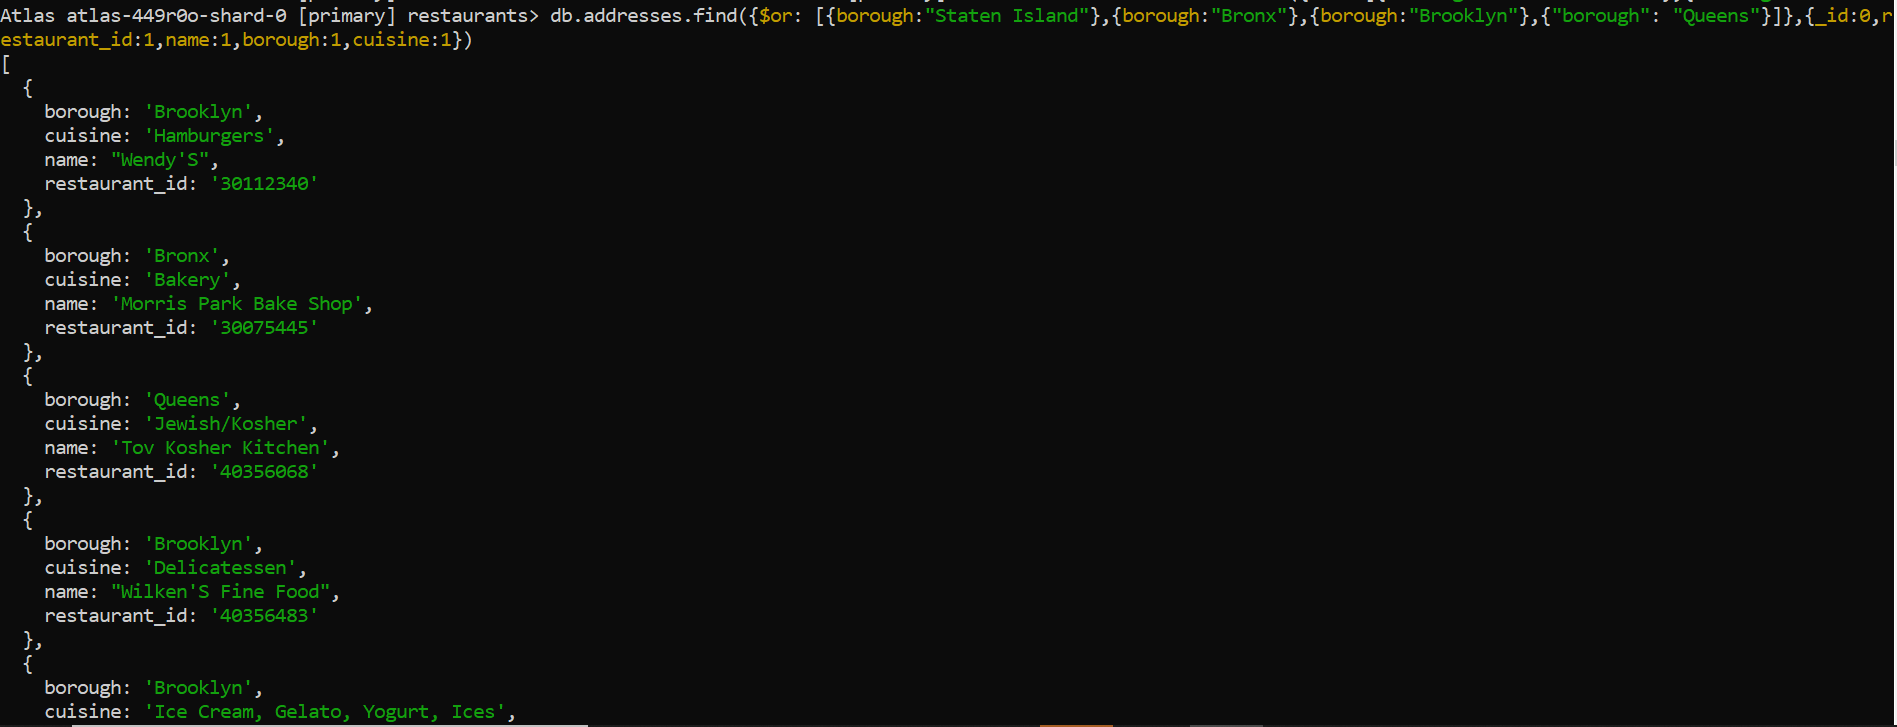 Atlas atlas-449r0o-shard-0 [primary] restaurants> db.addresses.find({$or: [{borough:"Staten Island"},{borough:"Bronx"},{borough:"Brooklyn"},{"borough": "Queens"}]},{_id:0,r
estaurant_id:1,name:1,borough:1,cuisine:1})
[
  {
    borough: 'Brooklyn',
    cuisine: 'Hamburgers',
    name: "Wendy'S",
    restaurant_id: '30112340'
  },
  {
    borough: 'Bronx',
    cuisine: 'Bakery',
    name: 'Morris Park Bake Shop',
    restaurant_id: '30075445'
  },
  {
    borough: 'Queens',
    cuisine: 'Jewish/Kosher',
    name: 'Tov Kosher Kitchen',
    restaurant_id: '40356068'
  },
  {
    borough: 'Brooklyn',
    cuisine: 'Delicatessen',
    name: "Wilken'S Fine Food",
    restaurant_id: '40356483'
  },
  {
    borough: 'Brooklyn',
    cuisine: 'Ice Cream, Gelato, Yogurt, Ices',